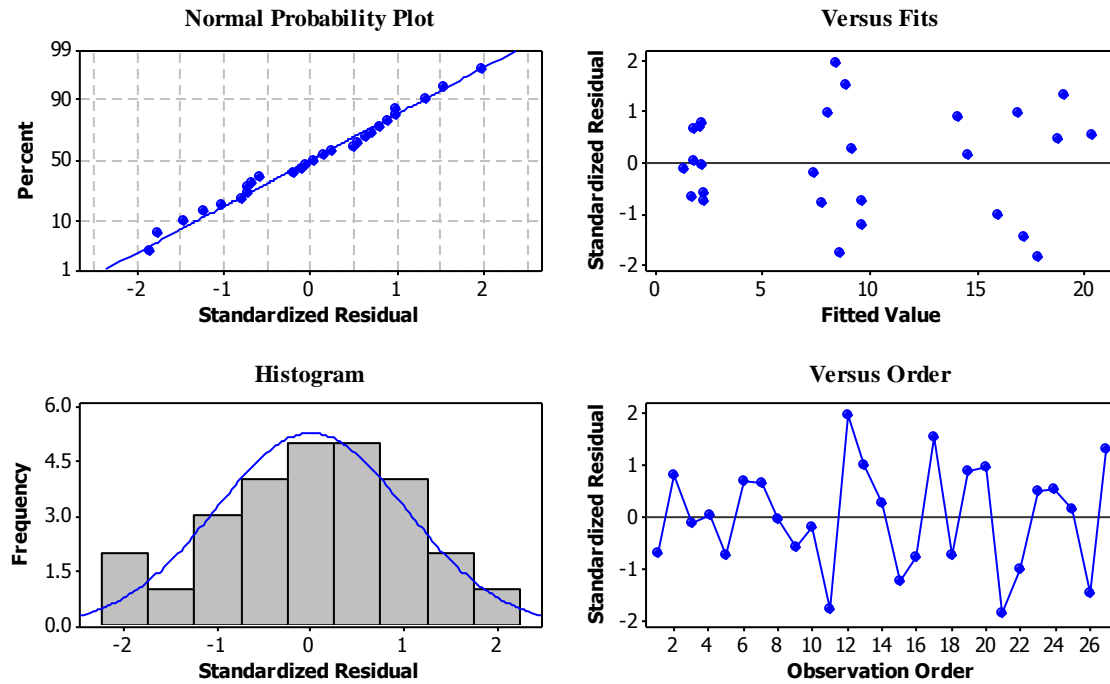 Normal Probability Plot
99
90
50
10
1
Percent
-2 -1 0 1 2
Standardized Residual
Versus Fits
2
1
0
-1
-2
Standardized Residual
0 5 10 15 20
Fitted Value
Histogram
6.0
4.5
3.0
1.5
0.0
Frequency
-2 -1 0 1 2
Standardized Residual
Versus Order
2
1
0
-1
-2
Standardized Residual
2 4 6 8 10 12 14 16 18 20 22 24 26
Observation Order